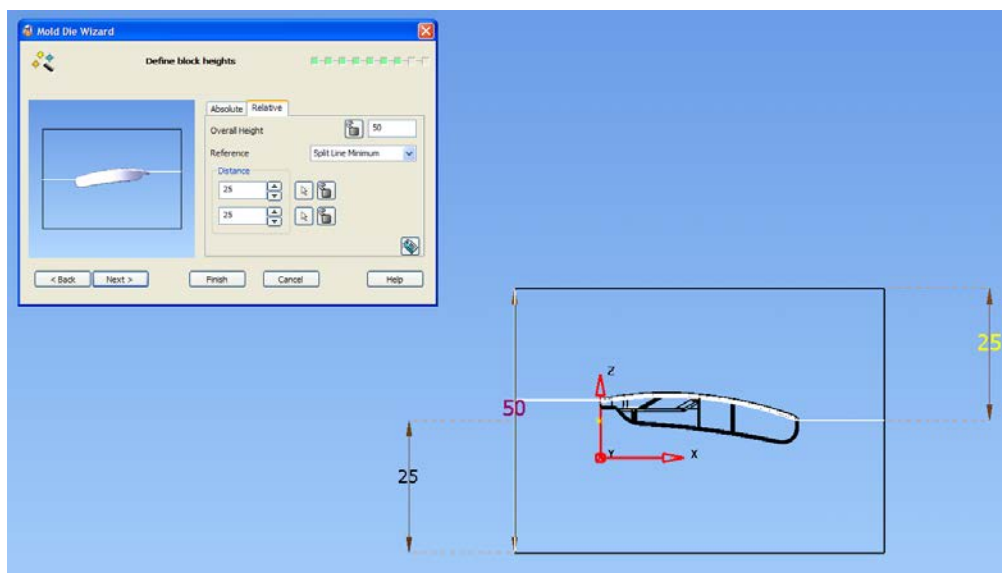 Mold Die Wizard
Define block heights
Absolute Relative
Overall Height 50
Reference Split Line Minimum
Distance
25
25
< Back Next > Finish Cancel Help
25
Z
50
Y X
25